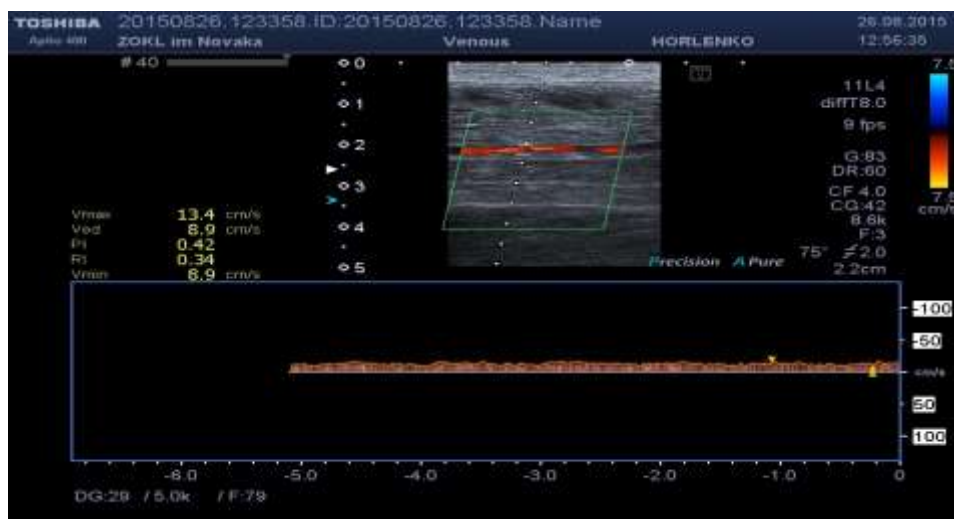 TOSHIBA 20150826.123358.ID:20150826.123358.Name 26.08.2015
Aplio 400 ZOKL im Novaka Venous HORLENKO 12:56:35
#40
0
1
2
3
4
5
7.5
11L4
diffT8.0
9 fps
G:83
DR:60
CF 4.0
CG:42
8.6k
F:3
75° 2.0
2.2cm
7.5
cm/s
Precision A Pure
Vmax 13.4 cm/s
Ved 8.9 cm/s
PI 0.42
RI 0.34
Vmin 8.9 cm/s
-100
-50
cm/s
50
100
-6.0 -5.0 -4.0 -3.0 -2.0 -1.0 0
DG:29 /5.0k /F:79